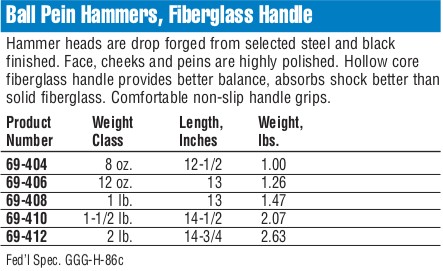 Ball Pein Hammers, Fiberglass Handle
Hammer heads are drop forged from selected steel and black
finished. Face, cheeks and peins are highly polished. Hollow core
fiberglass handle provides better balance, absorbs shock better than
solid fiberglass. Comfortable non-slip handle grips.
Product Weight Length, Weight,
Number Class Inches lbs.
69-404 8 oz. 12-1/2 1.00
69-406 12 oz. 13 1.26
69-408 1 lb. 13 1.47
69-410 1-1/2 lb. 14-1/2 2.07
69-412 2 lb. 14-3/4 2.63
Fed'l Spec. GGG-H-86c